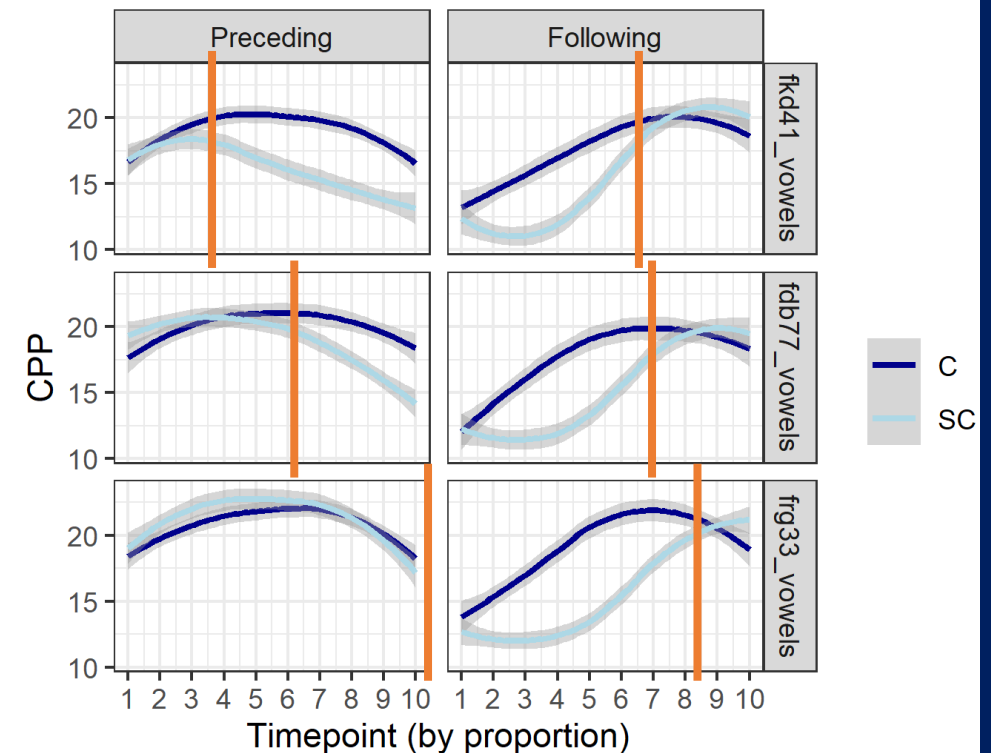 Preceding
Following
20
15
10
fkd41_vowels
20
15
10
fdb77_vowels
20
15
10
frg33_vowels
CPP
1 2 3 4 5 6 7 8 9 10
1 2 3 4 5 6 7 8 9 10
Timepoint (by proportion)
C
SC